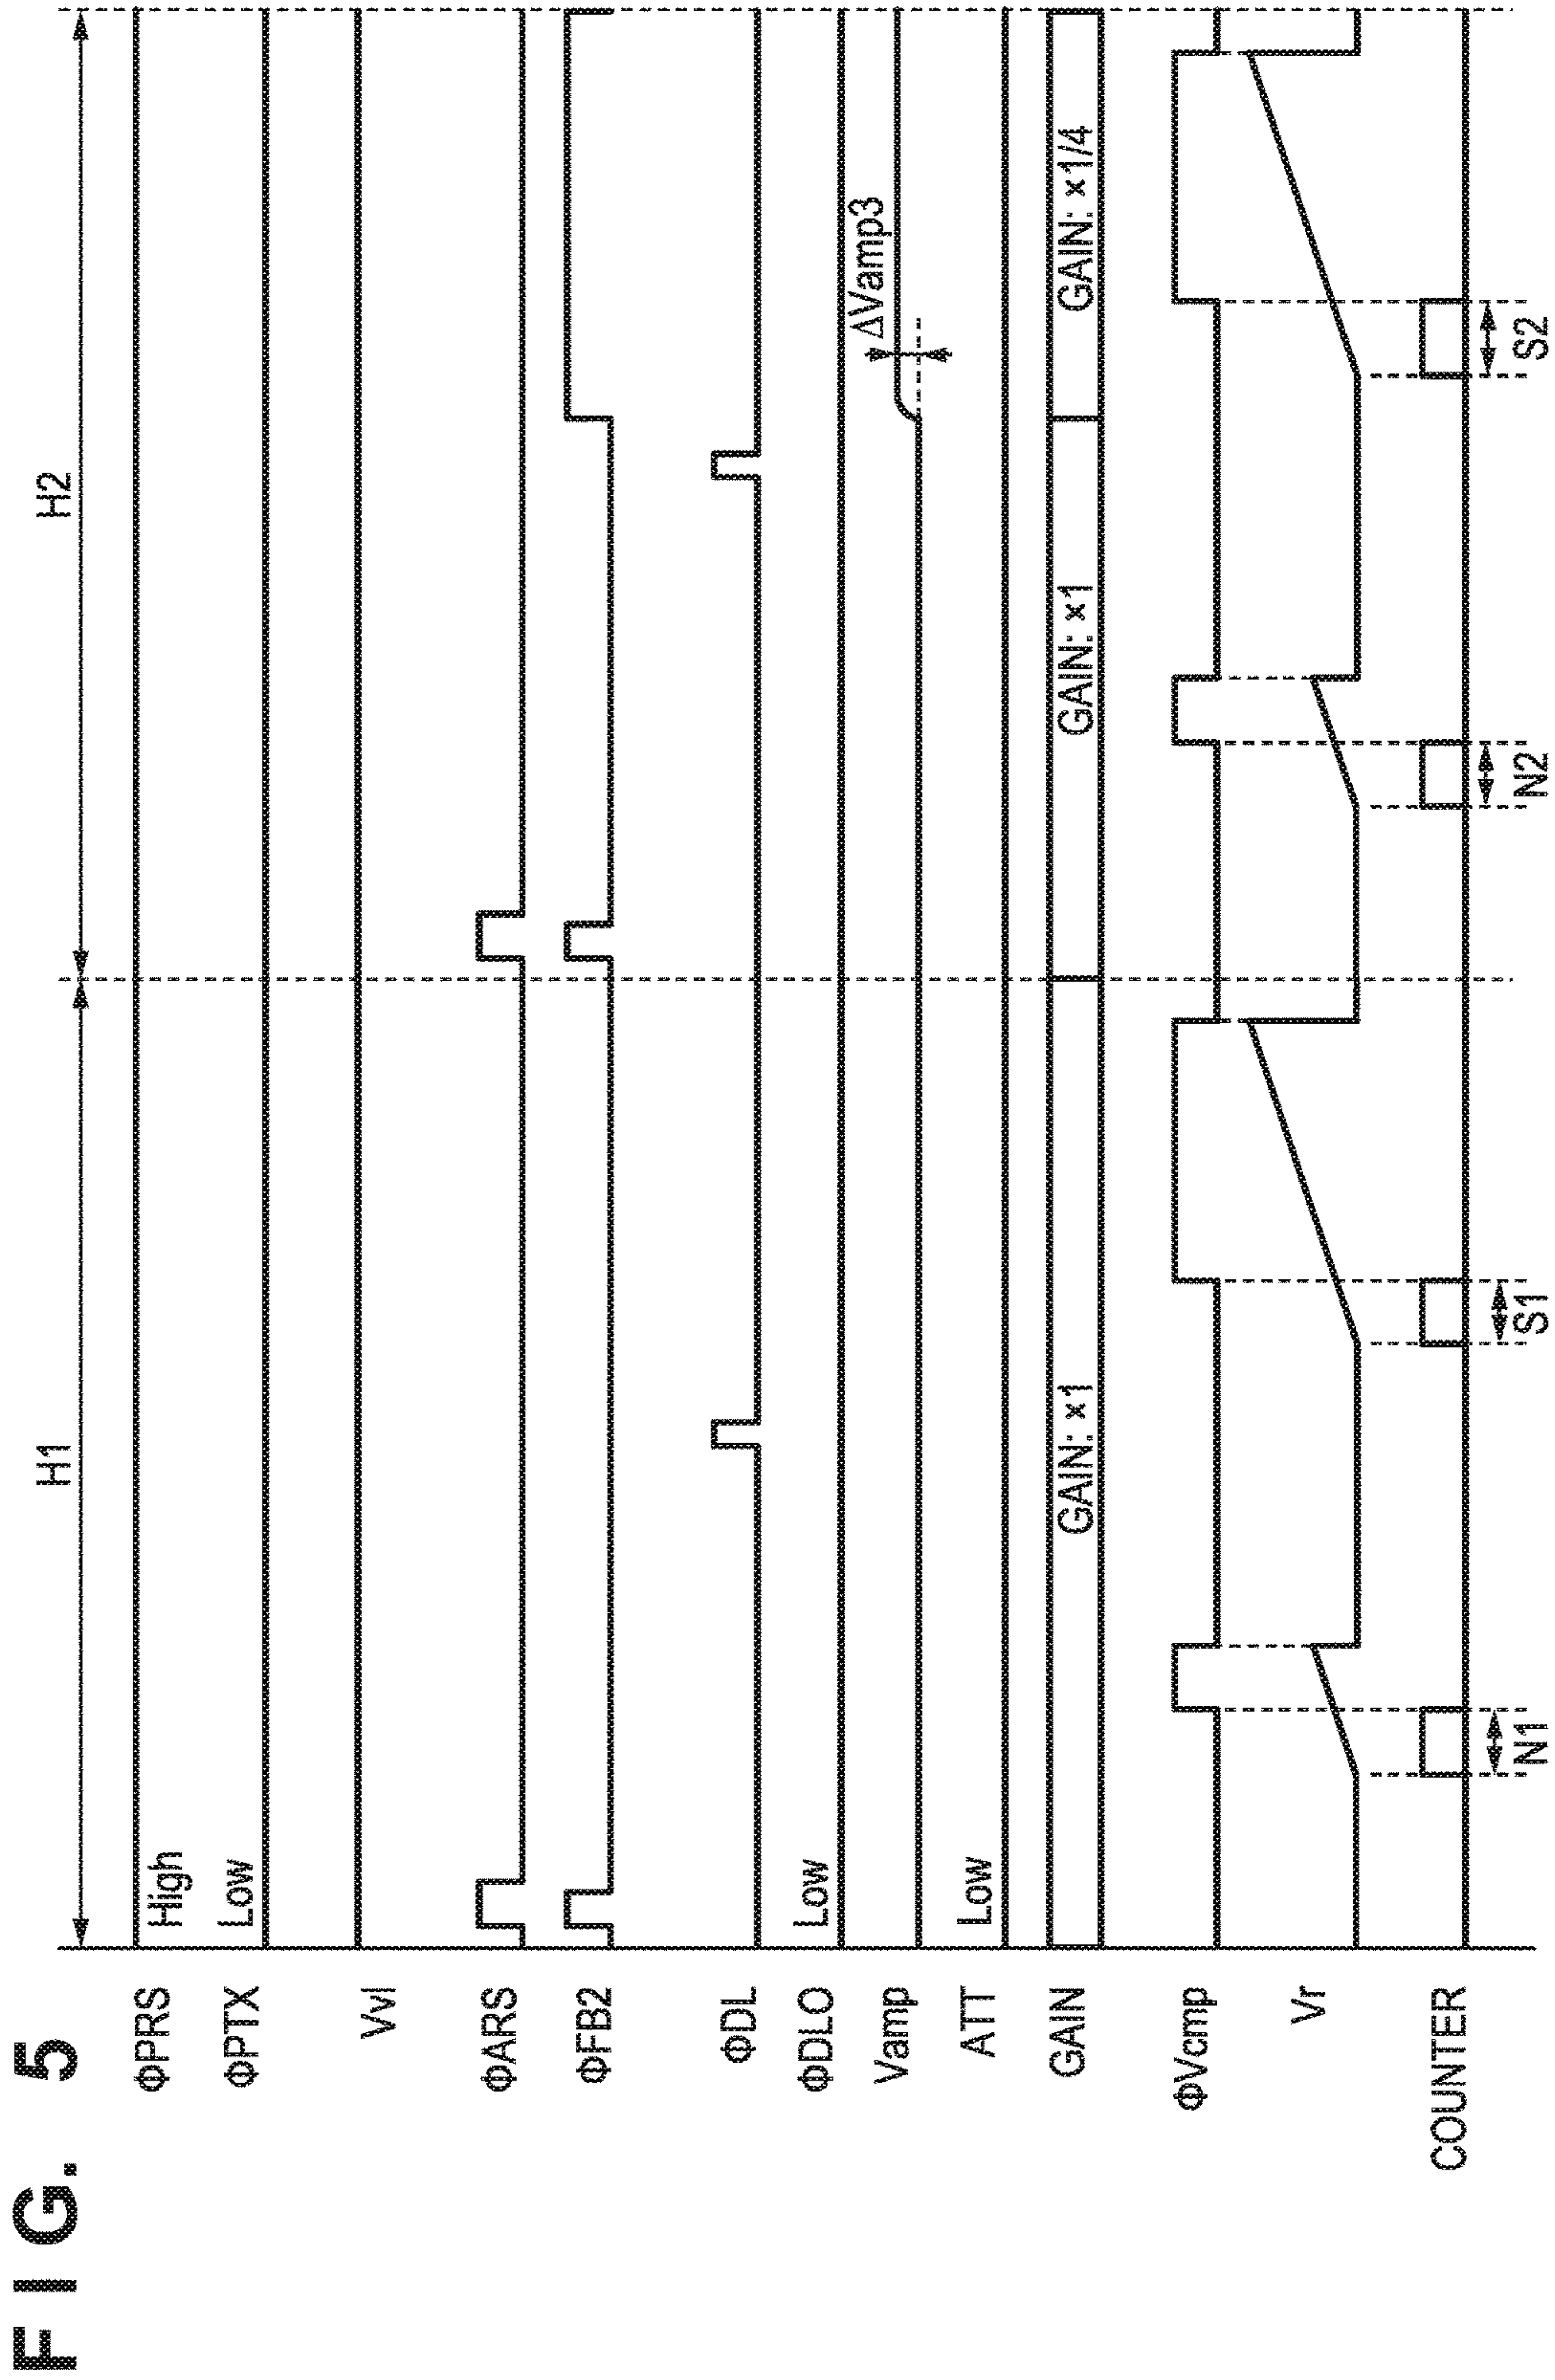 FIG. 5
H1
H2
ΦPRS
High
ΦPTX
Low
Vvl
ΦARS
ΦFB2
ΦDL
ΦDLO
Low
Vamp
ΔVamp3
ATT
Low
GAIN
GAIN: ×1
GAIN: ×1
GAIN: ×1/4
ΦVcmp
Vr
COUNTER
N1
S1
N2
S2